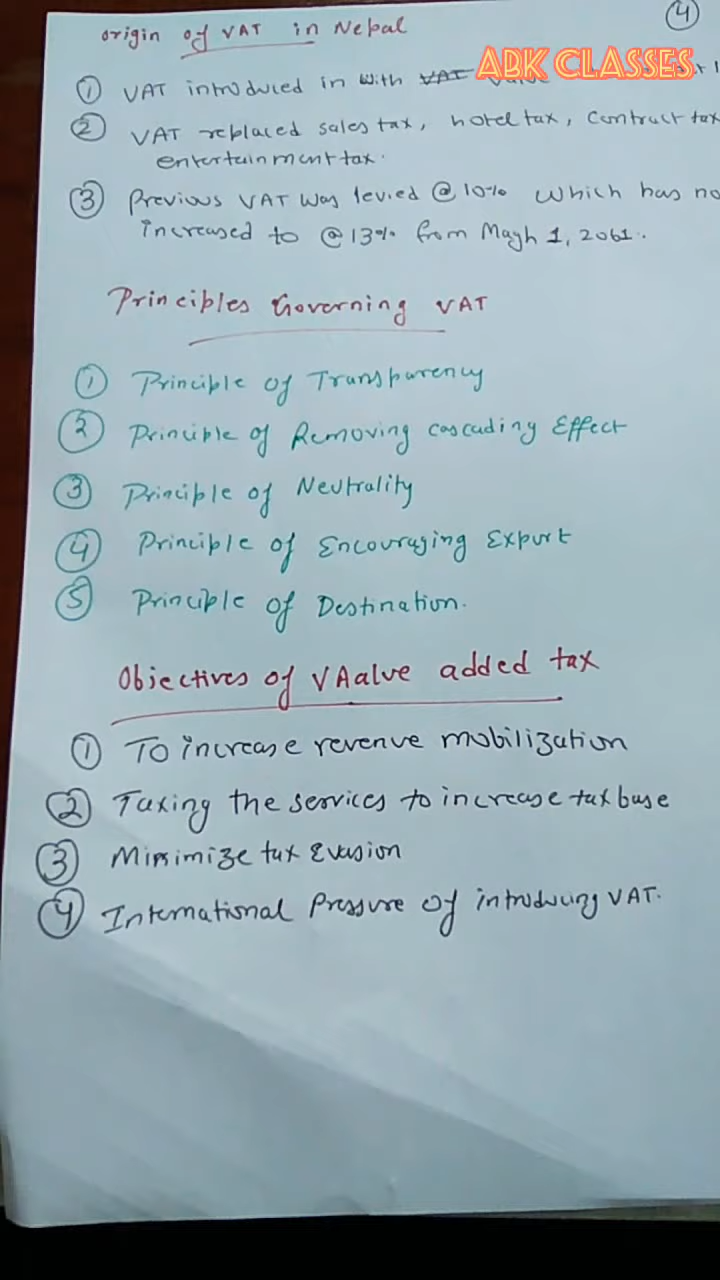 4
Origin of VAT in Nepal
ABK CLASSES
1 VAT introduced in with VAT
2 VAT replaced sales tax, hotel tax, contract tax
entertainment tax.
3 Previous VAT was levied @ 10% which has no
increased to @ 13% from Magh 1, 2061.
Principles Governing VAT
1 Principle of Transparency
2 Principle of Removing cascading Effect
3 Principle of Neutrality
4 Principle of Encouraging Export
5 Principle of Destination.
Objectives of VAalve added tax
1 To increase revenue mobilization
2 Taxing the services to increase tax base
3 Minimize tax Evasion
4 International Pressure of introducing VAT.